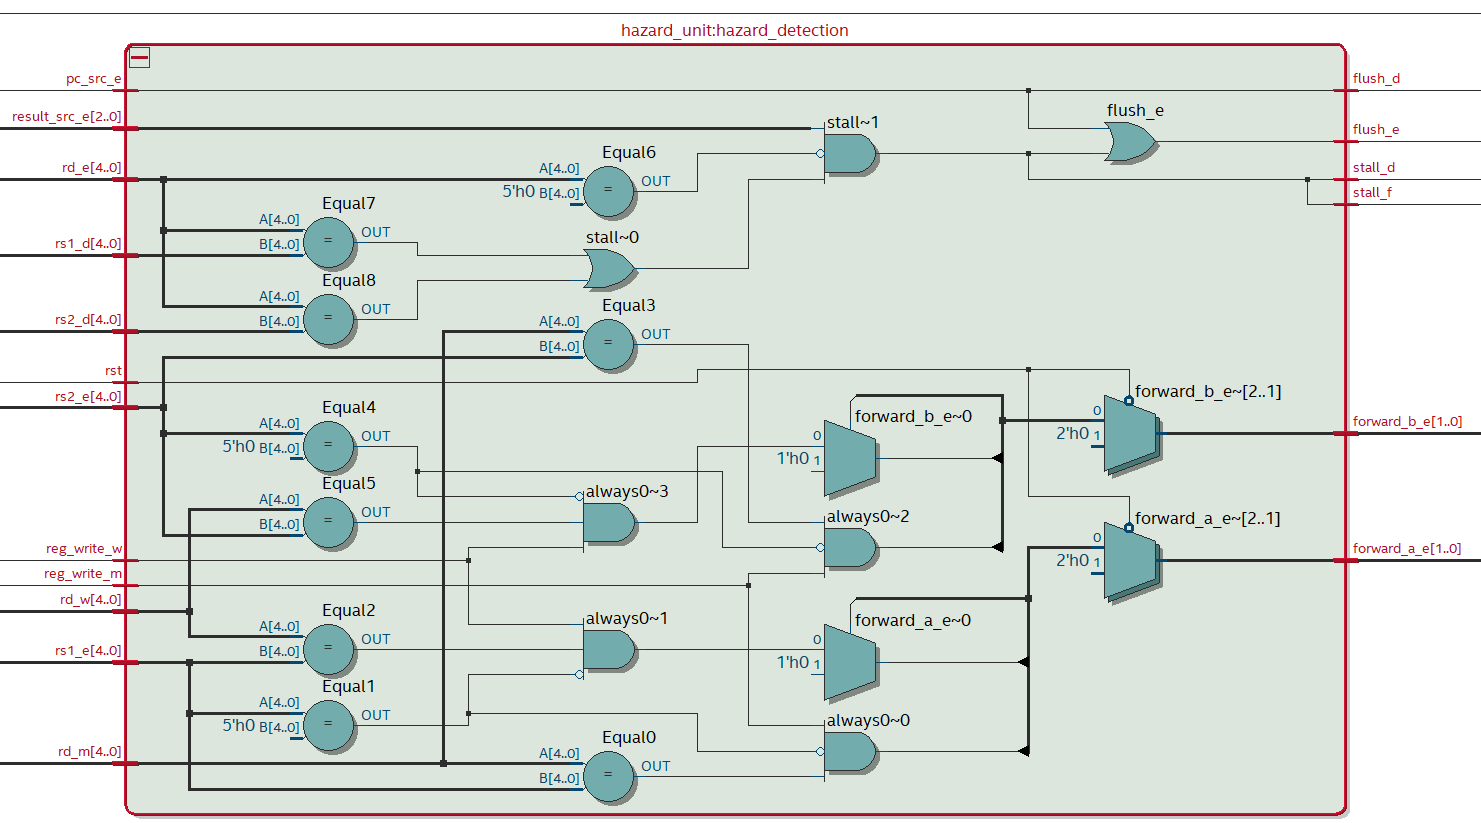 hazard_unit:hazard_detection
pc_src_e
flush_d
result_src_e[2..0]
stall~1
flush_e
flush_e
rd_e[4..0]
Equal6
A[4..0]
5'h0 B[4..0]
OUT
stall_d
stall_f
Equal7
A[4..0]
rs1_d[4..0]
B[4..0]
OUT
stall~0
Equal8
A[4..0]
rs2_d[4..0]
B[4..0]
OUT
Equal3
A[4..0]
B[4..0]
OUT
=
=
=
=
rst
rs2_e[4..0]
forward_b_e~[2..1]
0
2'h0 1
forward_b_e[1..0]
Equal4
A[4..0]
5'h0 B[4..0]
OUT
=
forward_b_e~0
0
1'h0 1
Equal5
A[4..0]
B[4..0]
OUT
=
always0~3
always0~2
forward_a_e~[2..1]
0
2'h0 1
forward_a_e[1..0]
reg_write_w
reg_write_m
rd_w[4..0]
Equal2
A[4..0]
B[4..0]
OUT
=
always0~1
forward_a_e~0
0
1'h0 1
rs1_e[4..0]
Equal1
A[4..0]
5'h0 B[4..0]
OUT
=
always0~0
rd_m[4..0]
Equal0
A[4..0]
B[4..0]
OUT
=